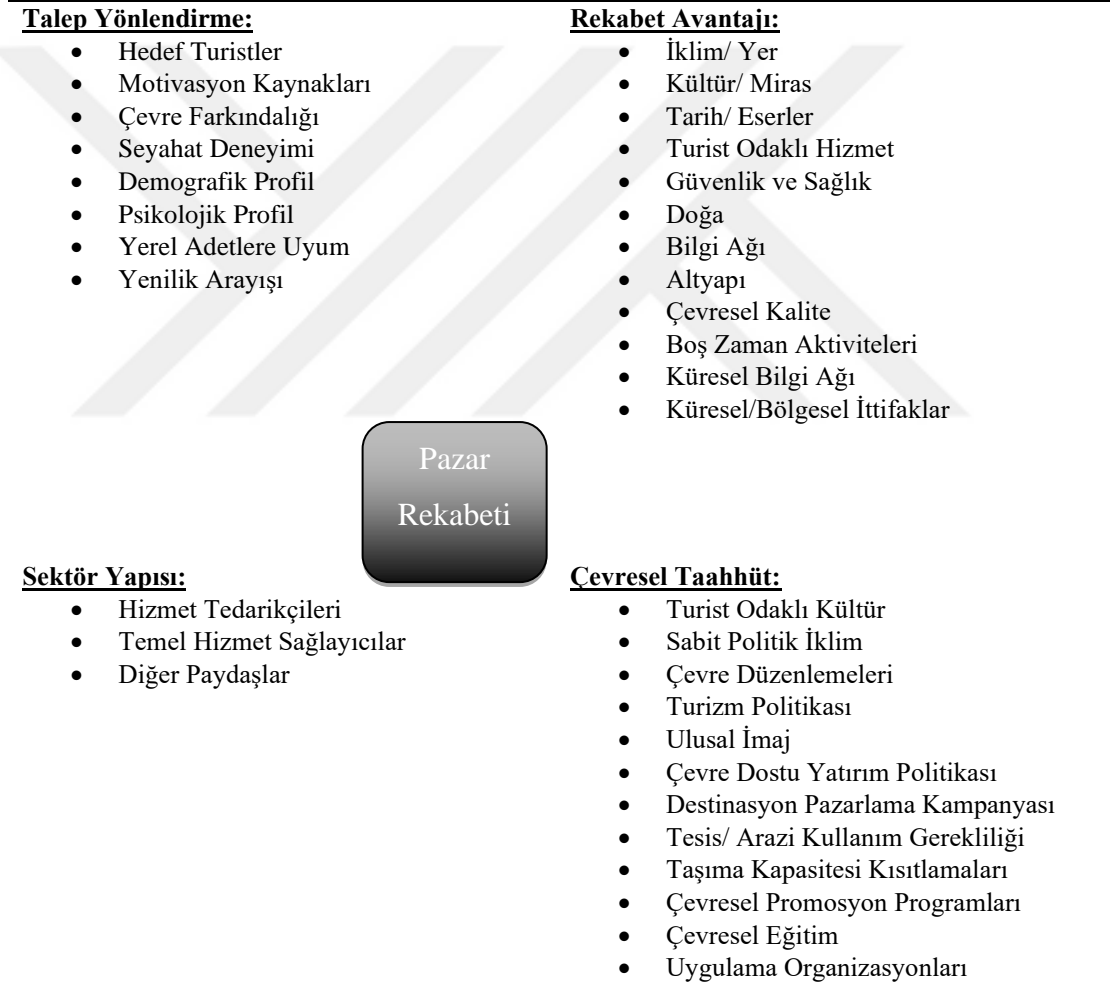 Talep Yönlendirme:
• Hedef Turistler
• Motivasyon Kaynakları
• Çevre Farkındalığı
• Seyahat Deneyimi
• Demografik Profil
• Psikolojik Profil
• Yerel Adetlere Uyum
• Yenilik Arayışı
Rekabet Avantajı:
• İklim/ Yer
• Kültür/ Miras
• Tarih/ Eserler
• Turist Odaklı Hizmet
• Güvenlik ve Sağlık
• Doğa
• Bilgi Ağı
• Altyapı
• Çevresel Kalite
• Boş Zaman Aktiviteleri
• Küresel Bilgi Ağı
• Küresel/Bölgesel İttifaklar
Pazar
Rekabeti
Sektör Yapısı:
• Hizmet Tedarikçileri
• Temel Hizmet Sağlayıcılar
• Diğer Paydaşlar
Çevresel Taahhüt:
• Turist Odaklı Kültür
• Sabit Politik İklim
• Çevre Düzenlemeleri
• Turizm Politikası
• Ulusal İmaj
• Çevre Dostu Yatırım Politikası
• Destinasyon Pazarlama Kampanyası
• Tesis/ Arazi Kullanım Gerekliliği
• Taşıma Kapasitesi Kısıtlamaları
• Çevresel Promosyon Programları
• Çevresel Eğitim
• Uygulama Organizasyonları